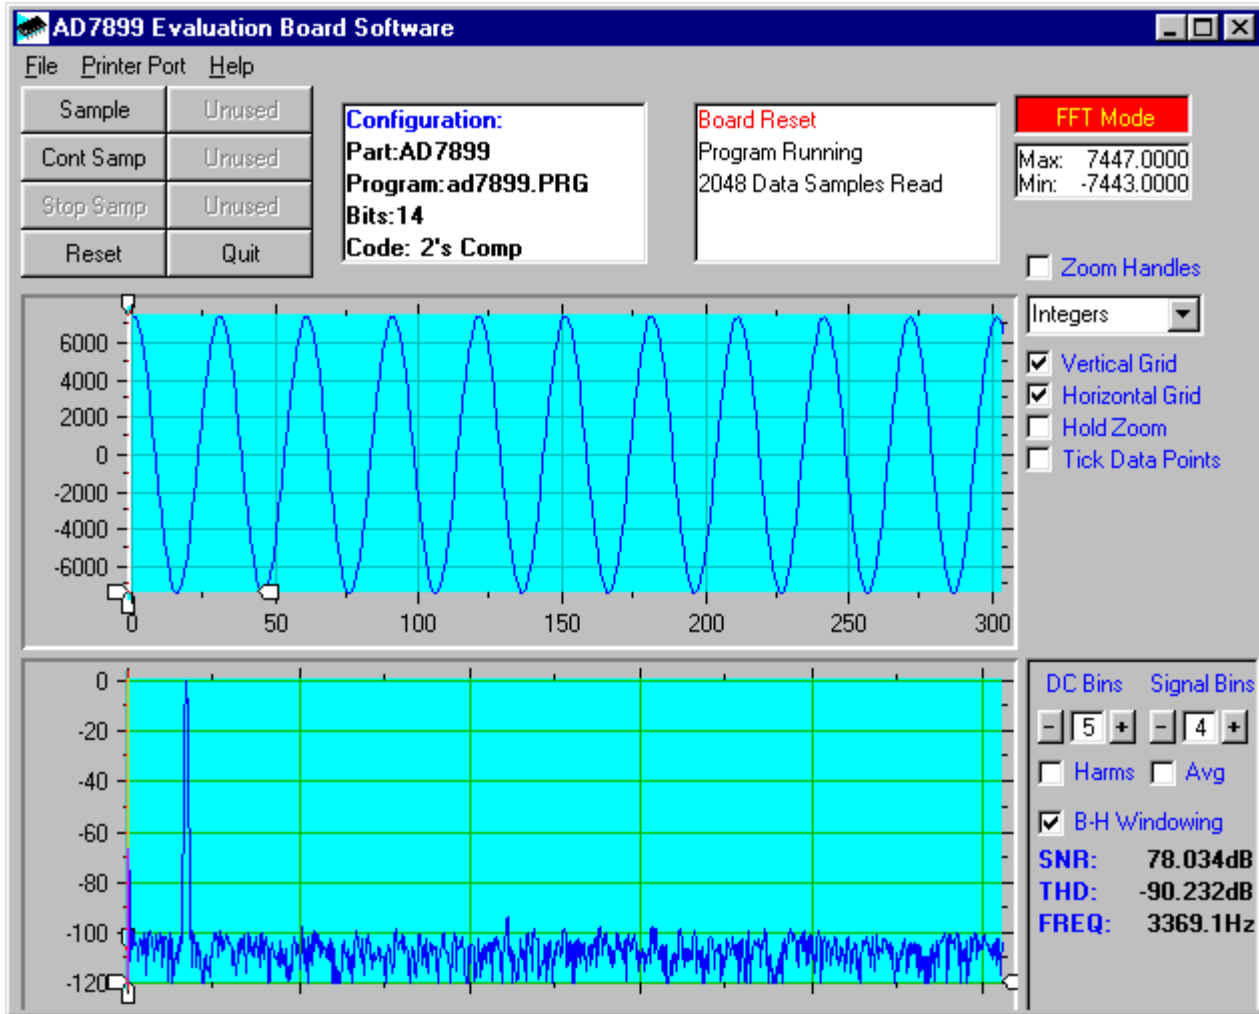 AD7899 Evaluation Board Software
File Printer Port Help
Sample Unused
Cont Samp Unused
Stop Samp Unused
Reset Quit
Configuration:
Part:AD7899
Program:ad7899.PRG
Bits:14
Code: 2's Comp
Board Reset
Program Running
2048 Data Samples Read
FFT Mode
Max: 7447.0000
Min: -7443.0000
Zoom Handles
Integers
Vertical Grid
Horizontal Grid
Hold Zoom
Tick Data Points
6000
4000
2000
0
-2000
-4000
-6000
0 50 100 150 200 250 300
0
-20
-40
-60
-80
-100
-120
DC Bins Signal Bins
- 5 + - 4 +
Harms Avg
B-H Windowing
SNR: 78.034dB
THD: -90.232dB
FREQ: 3369.1Hz